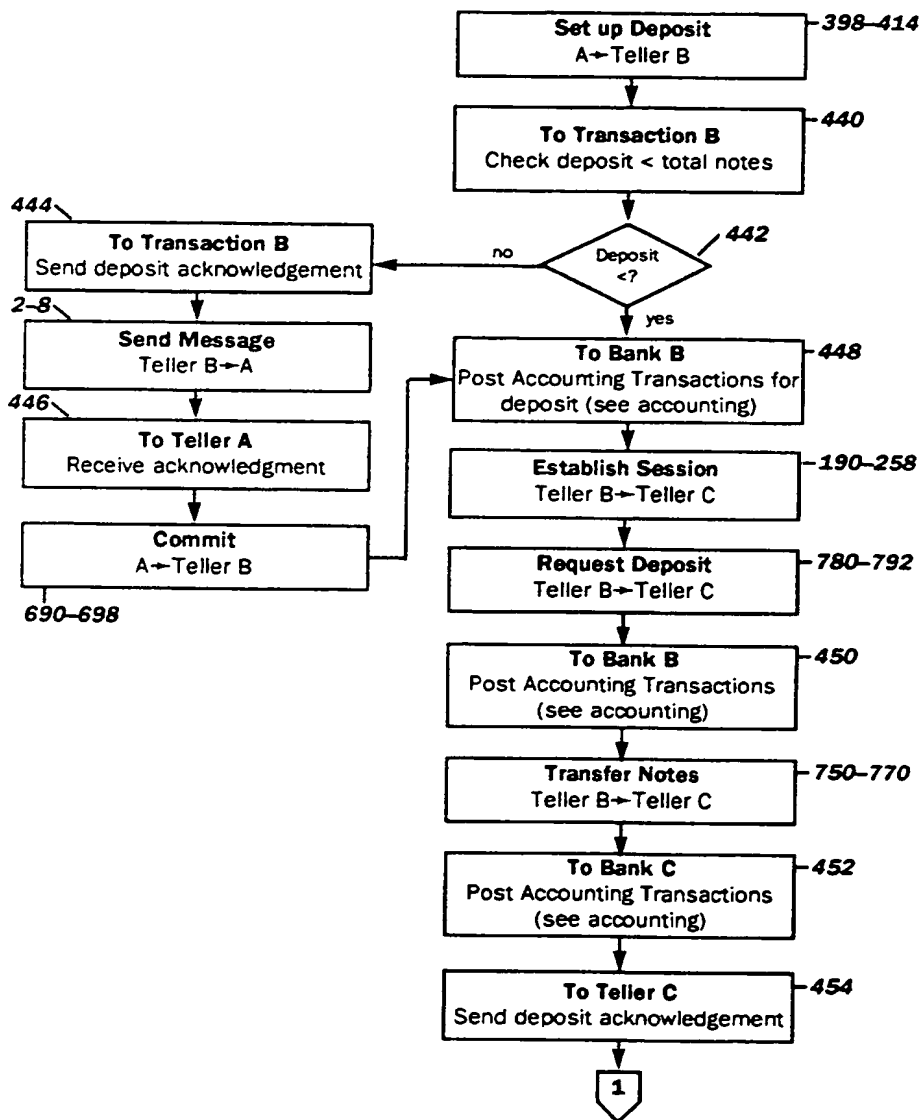 Set up Deposit
A→Teller B
398–414
To Transaction B
Check deposit < total notes
440
Deposit
<?
442
no
yes
444
To Transaction B
Send deposit acknowledgement
2–8
Send Message
Teller B→A
446
To Teller A
Receive acknowledgment
Commit
A→Teller B
690–698
To Bank B
Post Accounting Transactions for
deposit (see accounting)
448
Establish Session
Teller B→Teller C
190–258
Request Deposit
Teller B→Teller C
780–792
To Bank B
Post Accounting Transactions
(see accounting)
450
Transfer Notes
Teller B→Teller C
750–770
To Bank C
Post Accounting Transactions
(see accounting)
452
To Teller C
Send deposit acknowledgement
454
1